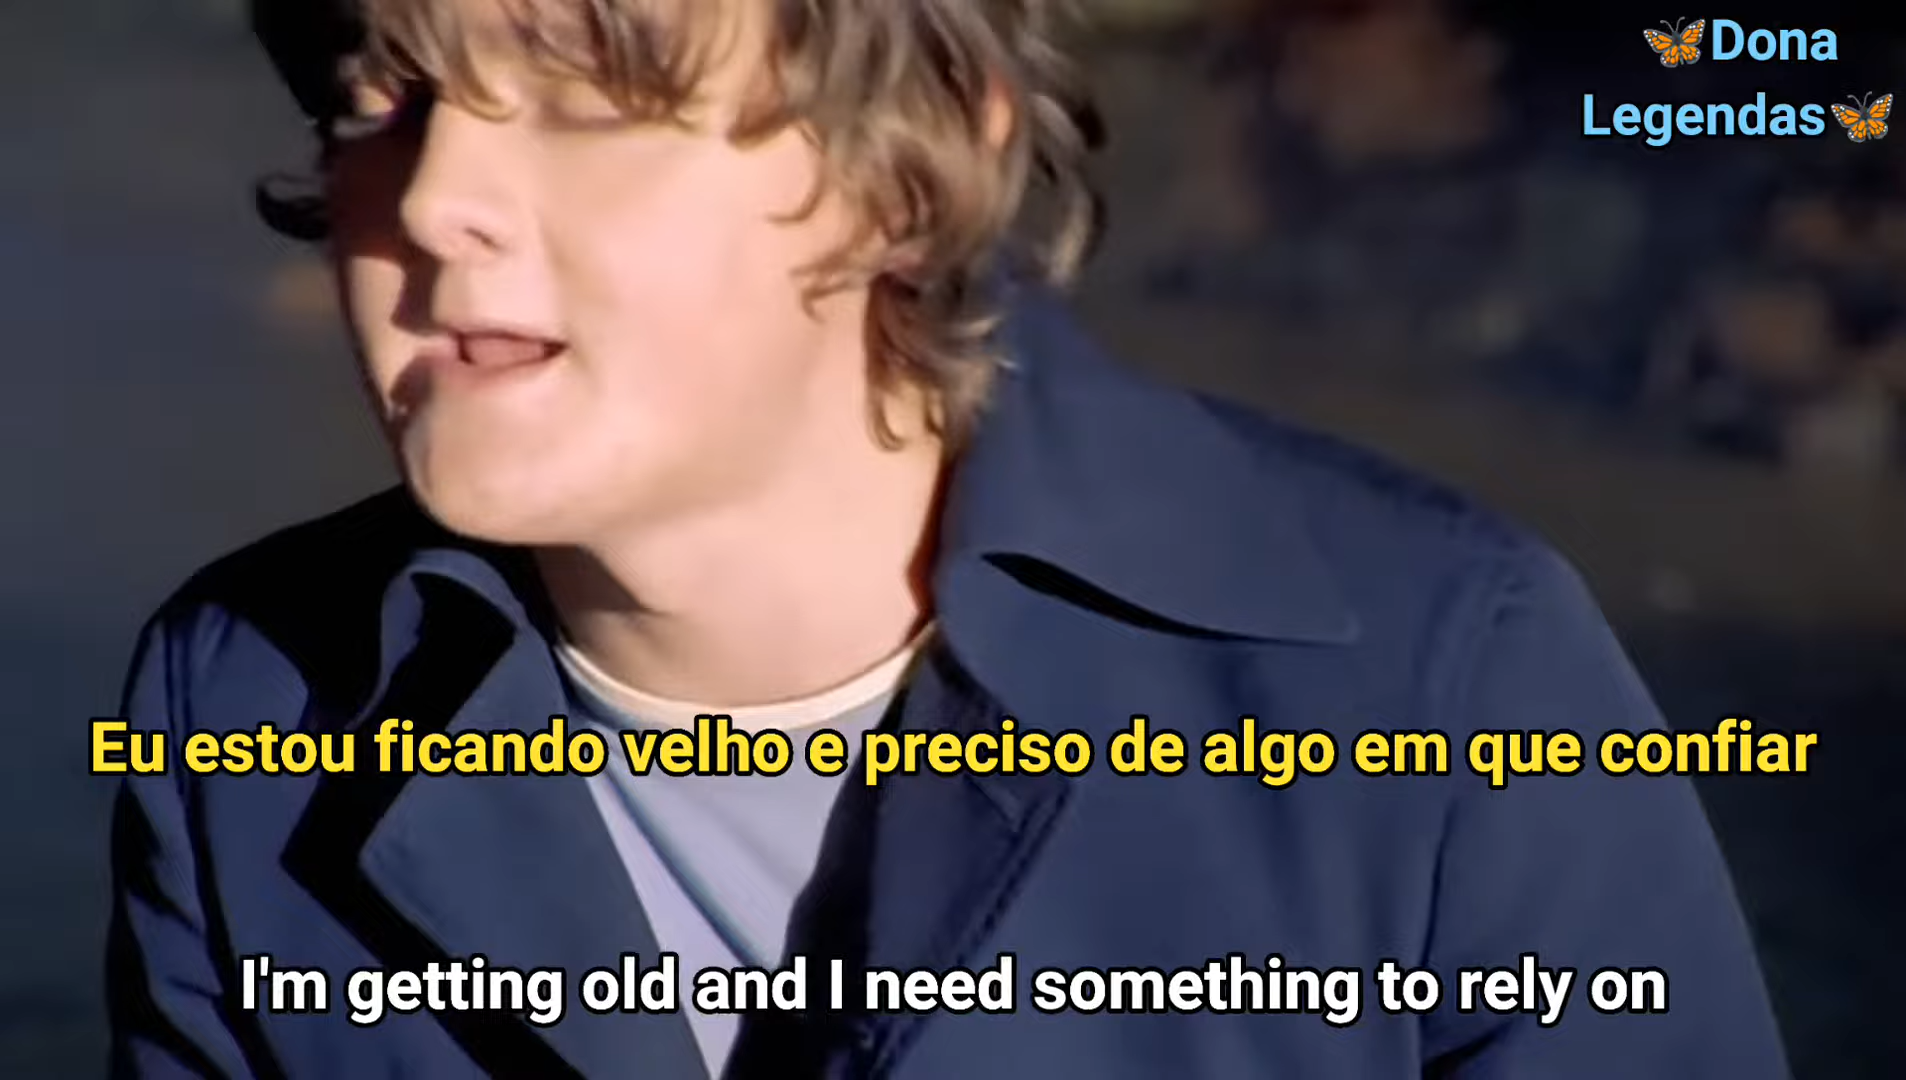 🦋Dona
Legendas🦋
Eu estou ficando velho e preciso de algo em que confiar
I'm getting old and I need something to rely on